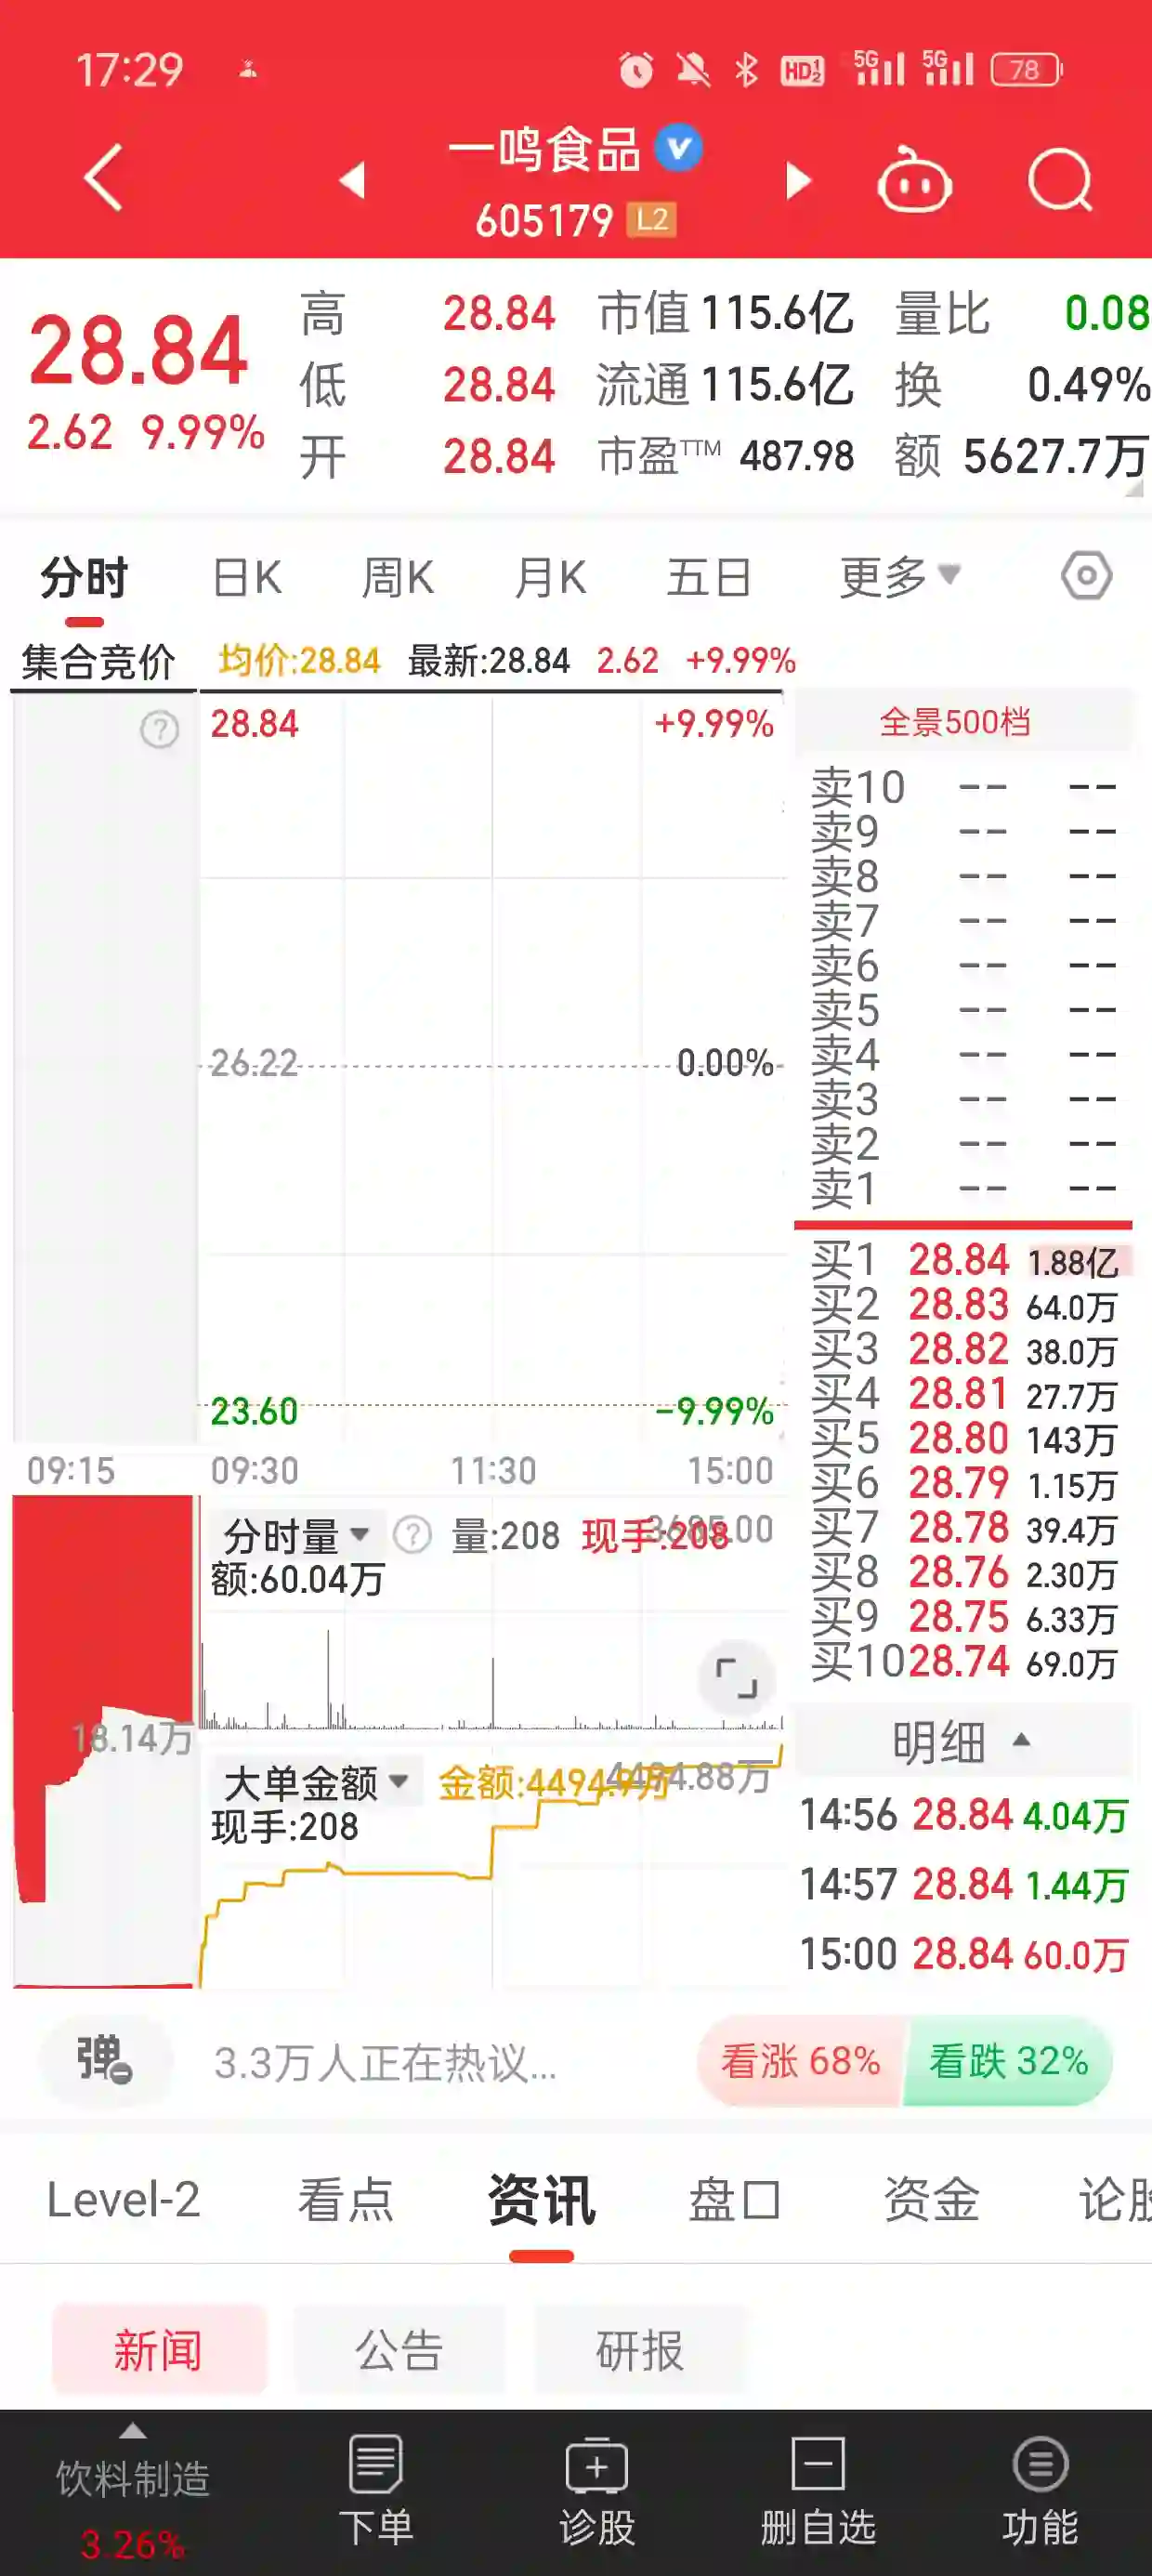 17:29 HD1 2 5G 5G 78
一鸣食品
605179 L2
28.84 高 28.84 市值 115.6亿 量比 0.08
低 28.84 流通 115.6亿 换 0.49%
2.62 9.99% 开 28.84 市盈TTM 487.98 额 5627.7万
分时 日K 周K 月K 五日 更多
集合竞价 均价:28.84 最新:28.84 2.62 +9.99%
28.84 +9.99% 全景500档
卖10 -- --
卖9 -- --
卖8 -- --
卖7 -- --
卖6 -- --
卖5 -- --
26.22 0.00% 卖4 -- --
卖3 -- --
卖2 -- --
卖1 -- --
买1 28.84 1.88亿
买2 28.83 64.0万
买3 28.82 38.0万
买4 28.81 27.7万
23.60 -9.99%
买5 28.80 143万
09:15 09:30 11:30 15:00
买6 28.79 1.15万
分时量 量:208 现手:208
买7 28.78 39.4万
额:60.04万 买8 28.76 2.30万
买9 28.75 6.33万
买10 28.74 69.0万
18.14万 明细
大单金额 金额:4494.9万 4494.88万
现手:208 14:56 28.84 4.04万
14:57 28.84 1.44万
15:00 28.84 60.0万
弹 3.3万人正在热议... 看涨 68% 看跌 32%
Level-2 看点 资讯 盘口 资金 论股
新闻 公告 研报
饮料制造 下单 诊股 删自选 功能
3.26%